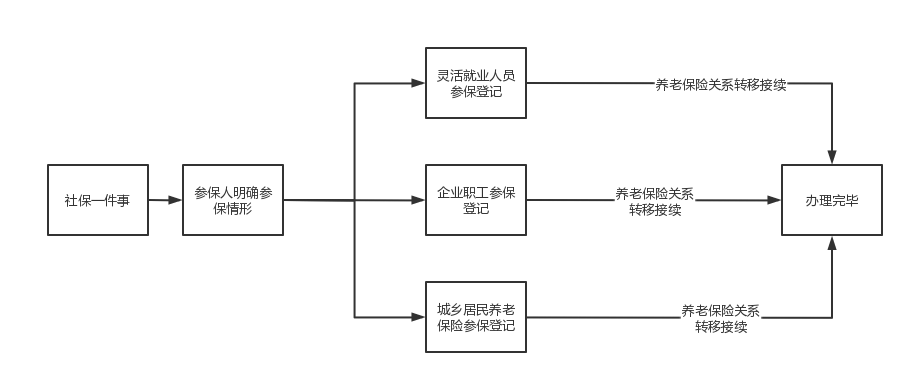 社保一件事
参保人明确参
保情形
灵活就业人员
参保登记
养老保险关系转移接续
企业职工参保
登记
养老保险关系
转移接续
城乡居民养老
保险参保登记
养老保险关系
转移接续
办理完毕